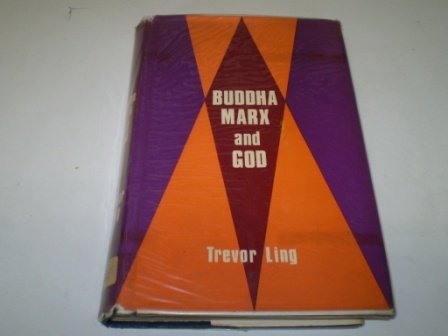 BUDDHA
MARX
and
GOD
Trevor Ling